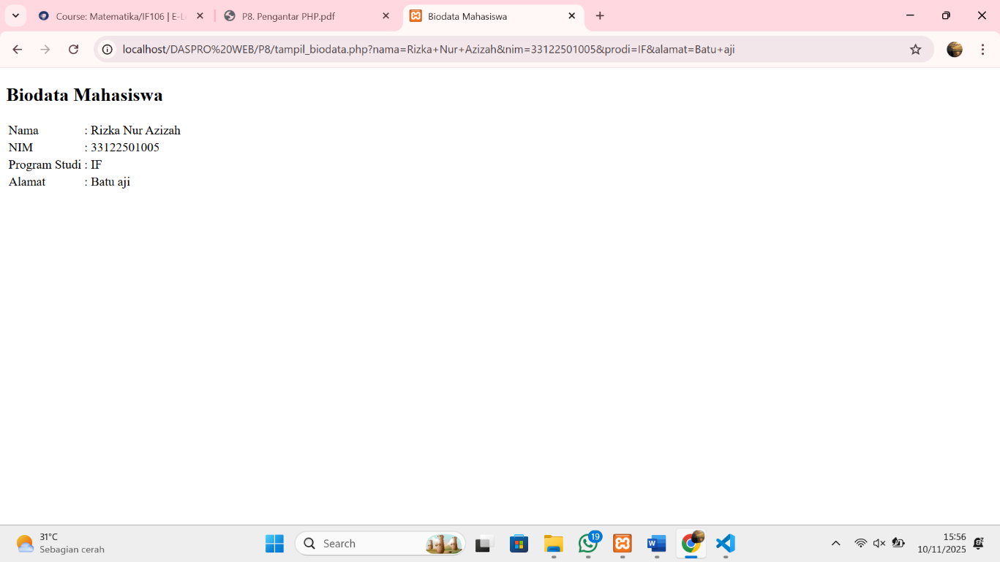 Course: Matematika/IF106 | E-Le
P8. Pengantar PHP.pdf
Biodata Mahasiswa
localhost/DASPRO%20WEB/P8/tampil_biodata.php?nama=Rizka+Nur+Azizah&nim=33122501005&prodi=IF&alamat=Batu+aji
Biodata Mahasiswa
Nama : Rizka Nur Azizah
NIM : 33122501005
Program Studi : IF
Alamat : Batu aji
31°C
Sebagian cerah
Search
19
15:56
10/11/2025